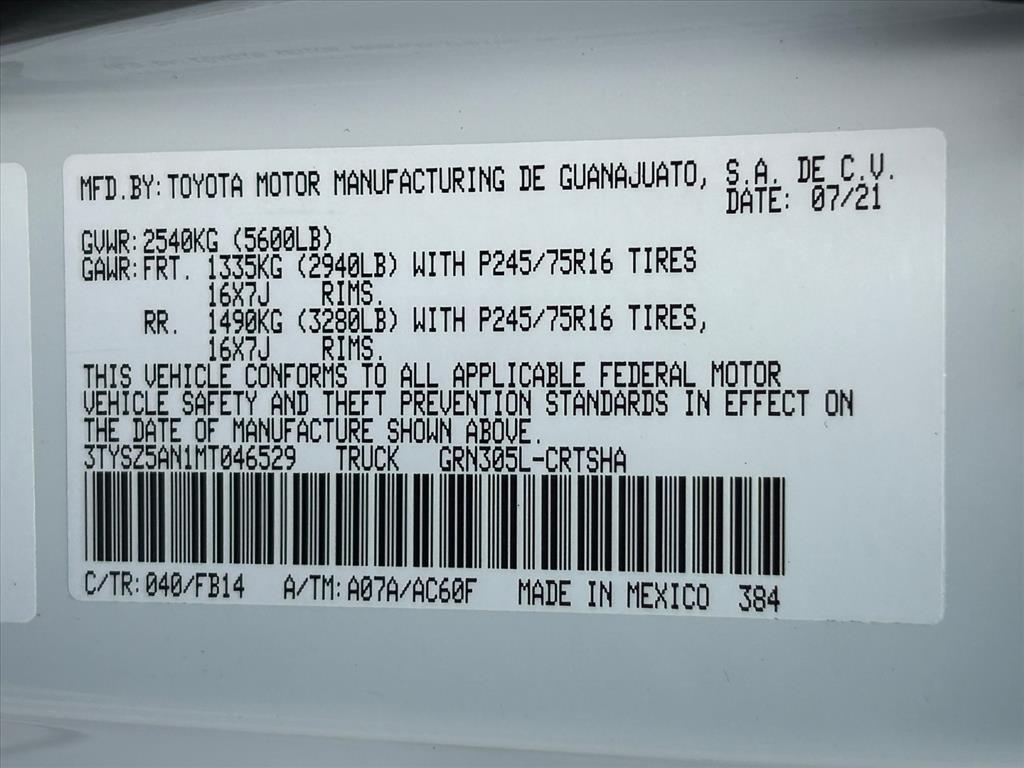 MFD.BY: TOYOTA MOTOR MANUFACTURING DE GUANAJUATO, S.A. DE C.V.
DATE: 07/21
GVWR: 2540KG (5600LB)
GAWR: FRT. 1335KG (2940LB) WITH P245/75R16 TIRES
16X7J RIMS.
RR. 1490KG (3280LB) WITH P245/75R16 TIRES,
16X7J RIMS.
THIS VEHICLE CONFORMS TO ALL APPLICABLE FEDERAL MOTOR
VEHICLE SAFETY AND THEFT PREVENTION STANDARDS IN EFFECT ON
THE DATE OF MANUFACTURE SHOWN ABOVE.
3TYSZ5AN1MT046529 TRUCK GRN305L-CRTSHA
C/TR: 040/FB14 A/TM: A07A/AC60F MADE IN MEXICO 384